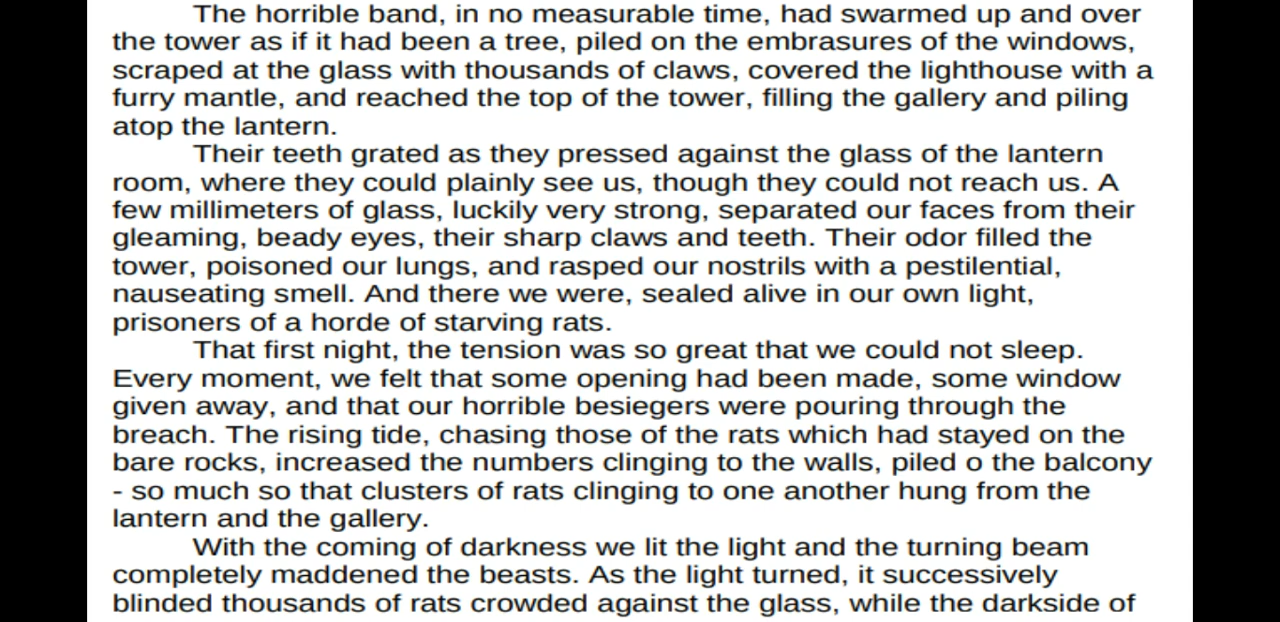 The horrible band, in no measurable time, had swarmed up and over
the tower as if it had been a tree, piled on the embrasures of the windows,
scraped at the glass with thousands of claws, covered the lighthouse with a
furry mantle, and reached the top of the tower, filling the gallery and piling
atop the lantern.
Their teeth grated as they pressed against the glass of the lantern
room, where they could plainly see us, though they could not reach us. A
few millimeters of glass, luckily very strong, separated our faces from their
gleaming, beady eyes, their sharp claws and teeth. Their odor filled the
tower, poisoned our lungs, and rasped our nostrils with a pestilential,
nauseating smell. And there we were, sealed alive in our own light,
prisoners of a horde of starving rats.
That first night, the tension was so great that we could not sleep.
Every moment, we felt that some opening had been made, some window
given away, and that our horrible besiegers were pouring through the
breach. The rising tide, chasing those of the rats which had stayed on the
bare rocks, increased the numbers clinging to the walls, piled o the balcony
- so much so that clusters of rats clinging to one another hung from the
lantern and the gallery.
With the coming of darkness we lit the light and the turning beam
completely maddened the beasts. As the light turned, it successively
blinded thousands of rats crowded against the glass, while the darkside of